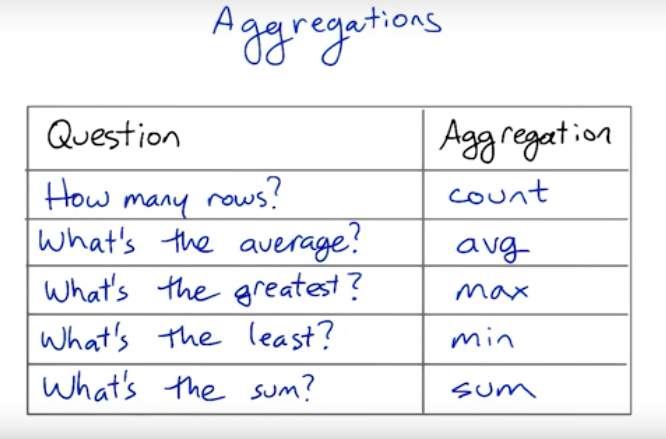 Aggregations
Question Aggregation
How many rows? count
What's the average? avg
What's the greatest? max
What's the least? min
What's the sum? sum